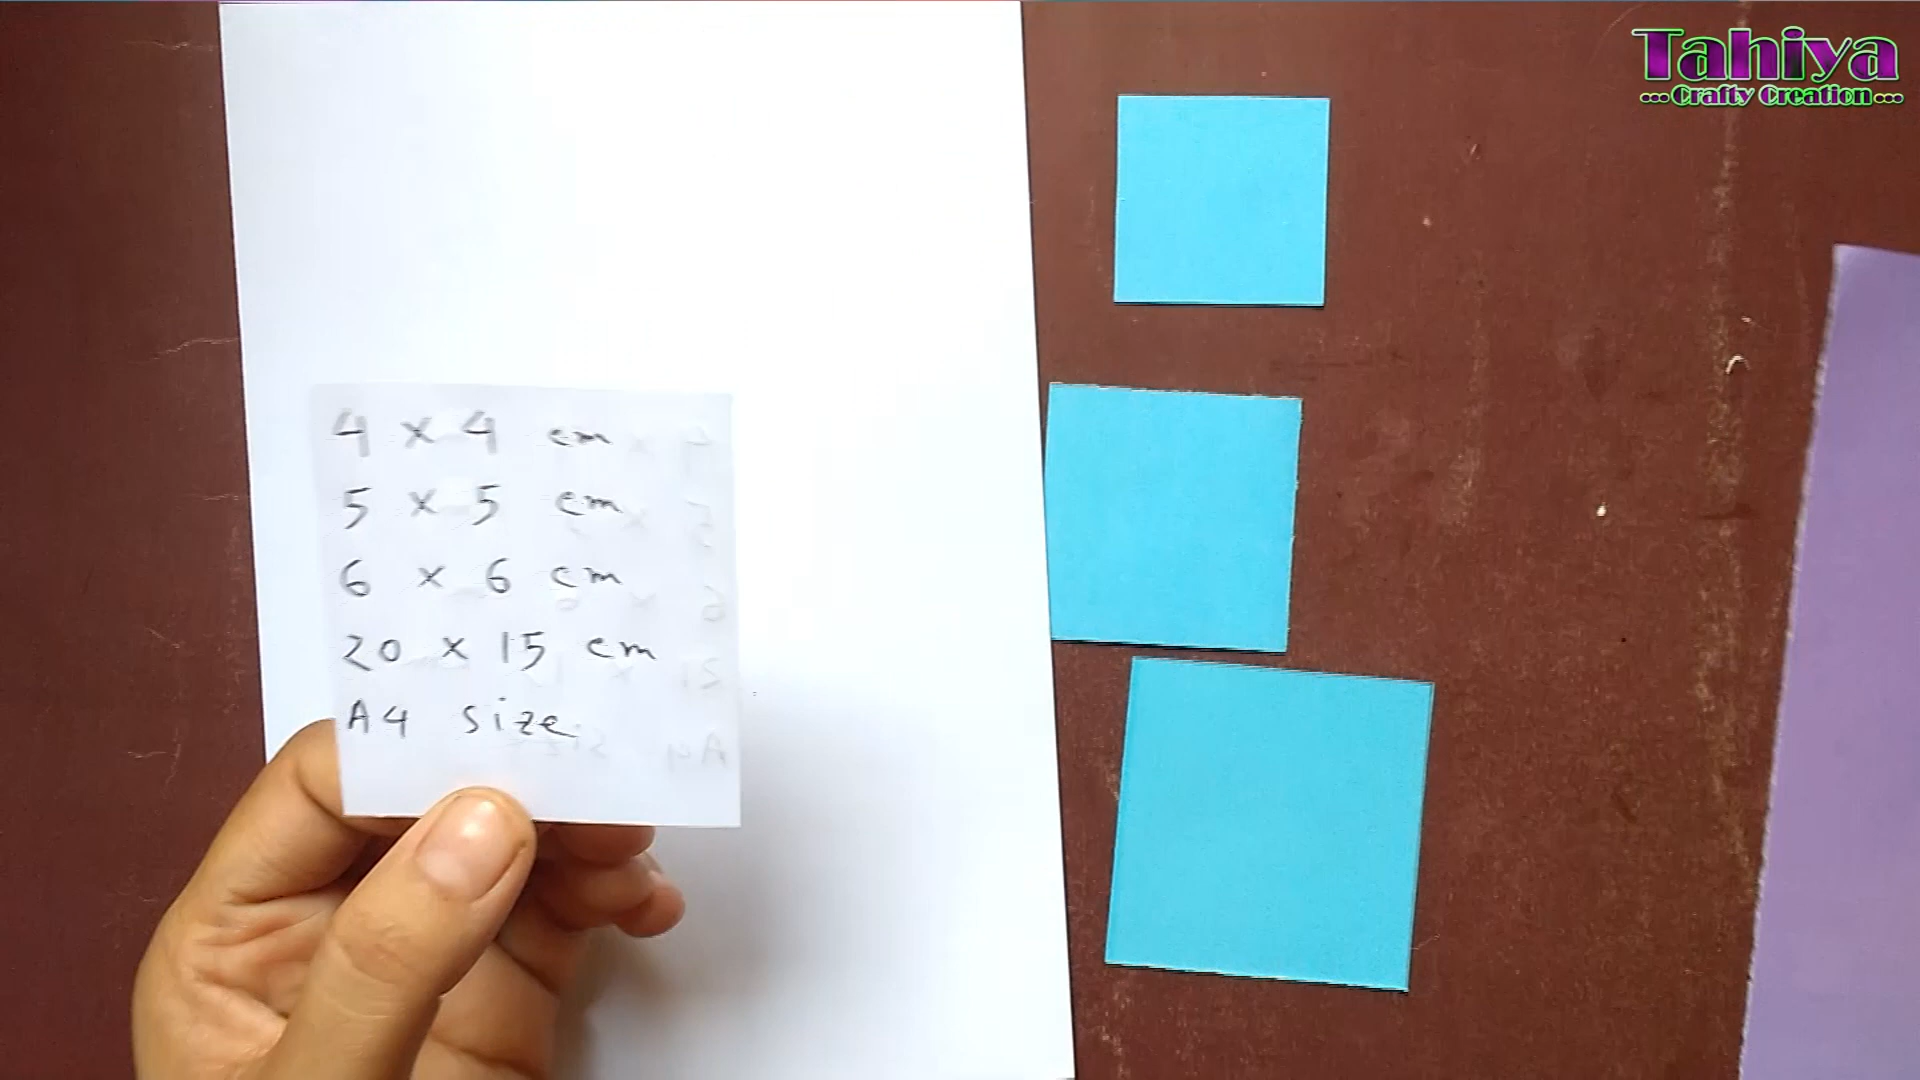 Tahiya
...Crafty Creation...
4 x 4 cm
5 x 5 cm
6 x 6 cm
20 x 15 cm
A4 size